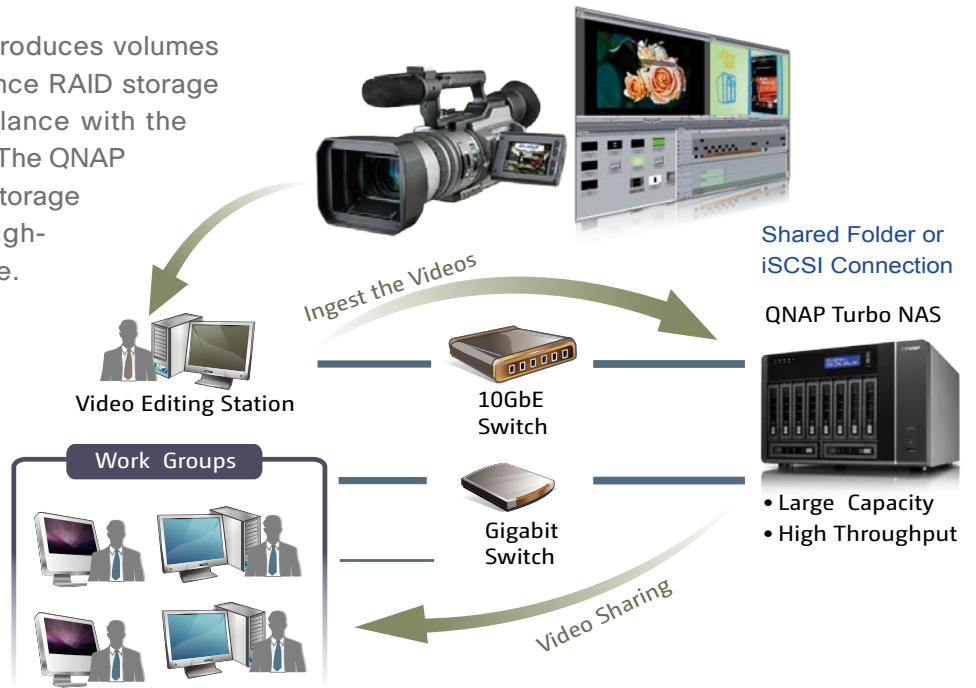 roduces volumes
nce RAID storage
lance with the
The QNAP
torage
igh-
e.
Shared Folder or
iSCSI Connection
Ingest the Videos
QNAP Turbo NAS
Video Editing Station
10GbE
Switch
Work Groups
Gigabit
Switch
• Large Capacity
• High Throughput
Video Sharing